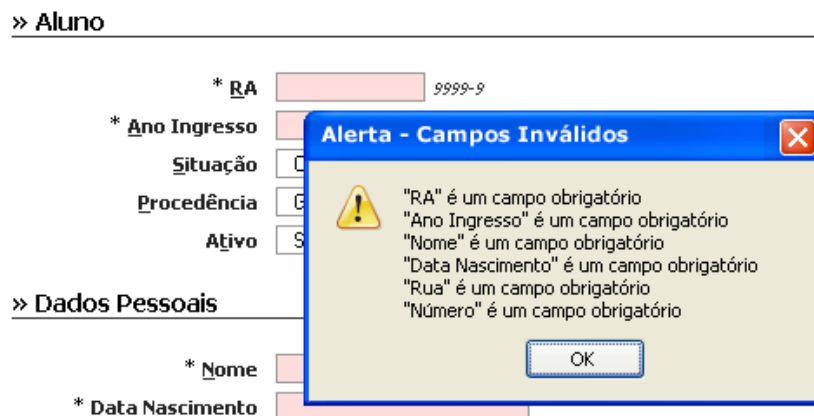 » Aluno
* RA 9999-9
* Ano Ingresso
Situação
Procedência
Ativo
Alerta - Campos Inválidos
"RA" é um campo obrigatório
"Ano Ingresso" é um campo obrigatório
"Nome" é um campo obrigatório
"Data Nascimento" é um campo obrigatório
"Rua" é um campo obrigatório
"Número" é um campo obrigatório
OK
» Dados Pessoais
* Nome
* Data Nascimento